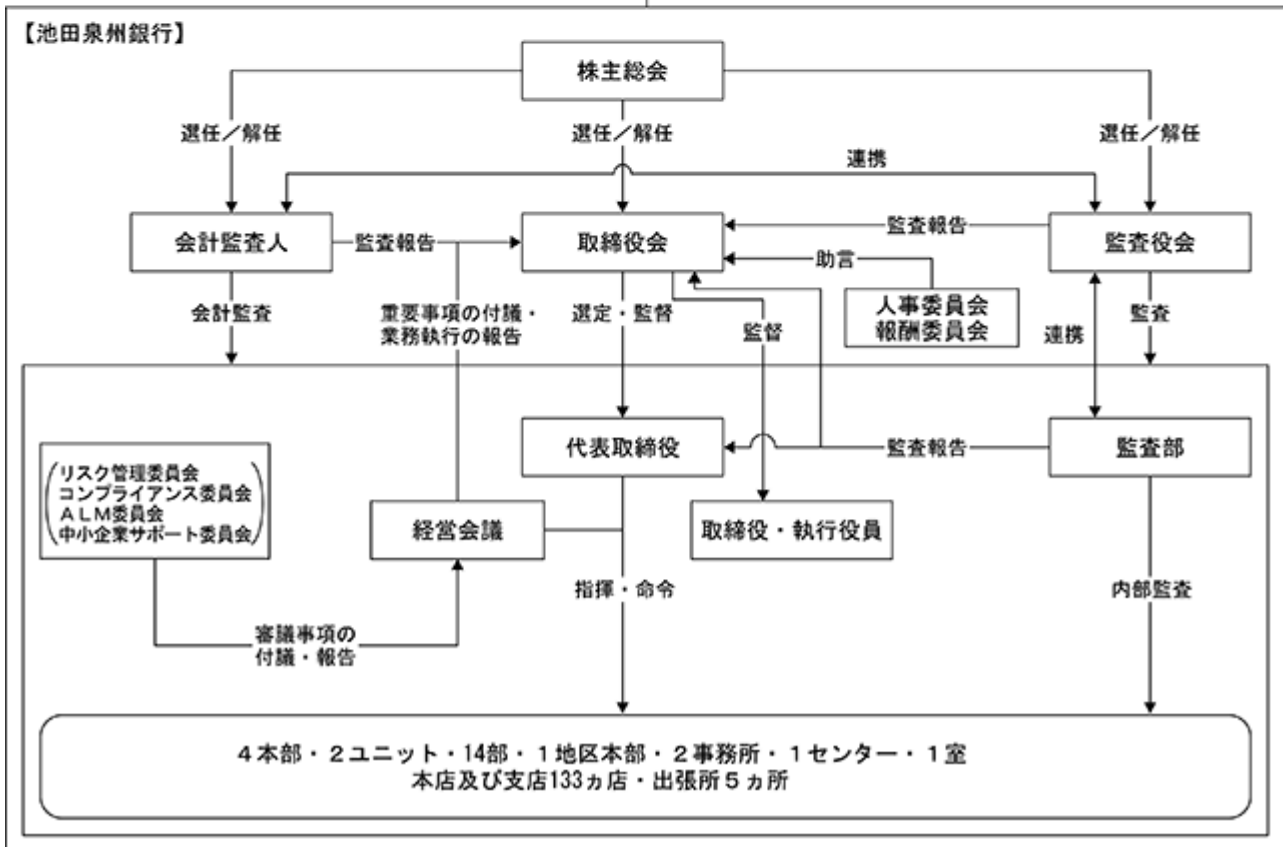 【池田泉州銀行】
株主総会
選任／解任
選任／解任
選任／解任
連携
会計監査人
監査報告
取締役会
監査報告
監査役会
助言
人事委員会
報酬委員会
会計監査
重要事項の付議・
業務執行の報告
選定・監督
監督
連携
監査
代表取締役
監査報告
監査部
リスク管理委員会
コンプライアンス委員会
ＡＬＭ委員会
中小企業サポート委員会
経営会議
取締役・執行役員
指揮・命令
内部監査
審議事項の
付議・報告
４本部・２ユニット・14部・１地区本部・２事務所・１センター・１室
本店及び支店133ヵ店・出張所５ヵ所